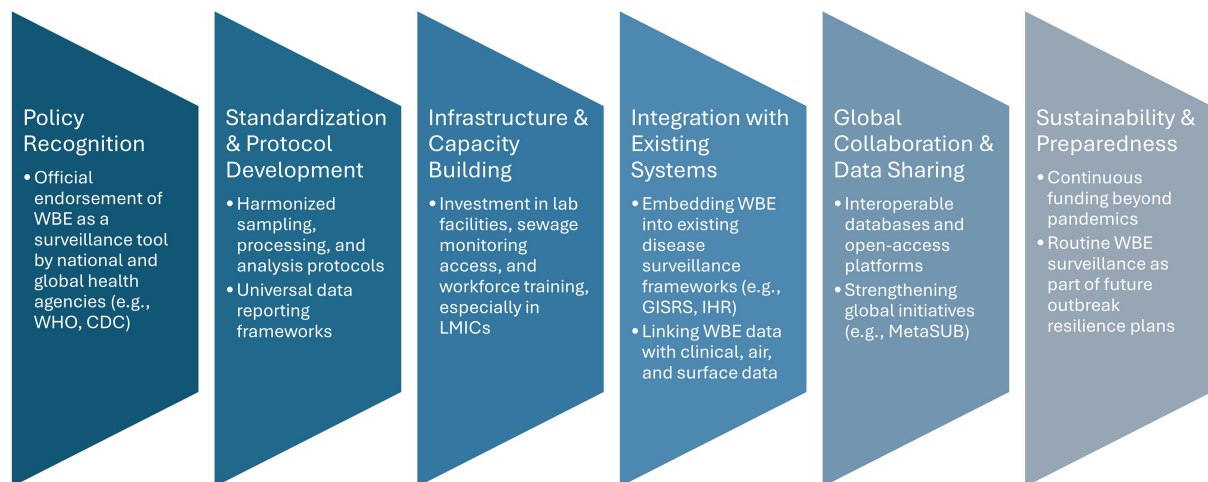 Policy
Recognition
• Official
endorsement of
WBE as a
surveillance tool
by national and
global health
agencies (e.g.,
WHO, CDC)
Standardization
& Protocol
Development
• Harmonized
sampling,
processing, and
analysis protocols
• Universal data
reporting
frameworks
Infrastructure &
Capacity
Building
• Investment in lab
facilities, sewage
monitoring
access, and
workforce training,
especially in
LMICs
Integration with
Existing
Systems
• Embedding WBE
into existing
disease
surveillance
frameworks (e.g.,
GISRS, IHR)
• Linking WBE data
with clinical, air,
and surface data
Global
Collaboration &
Data Sharing
• Interoperable
databases and
open-access
platforms
• Strengthening
global initiatives
(e.g., MetaSUB)
Sustainability &
Preparedness
• Continuous
funding beyond
pandemics
• Routine WBE
surveillance as
part of future
outbreak
resilience plans